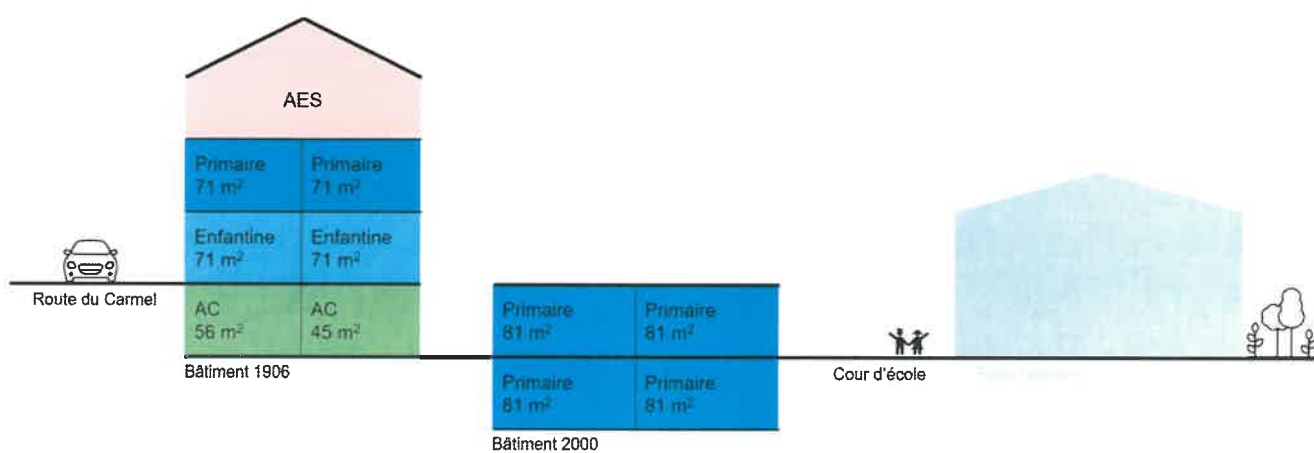 AES
Primaire
71 m²
Primaire
71 m²
Enfantine
71 m²
Enfantine
71 m²
Route du Carmel
AC
56 m²
AC
45 m²
Bâtiment 1906
Primaire
81 m²
Primaire
81 m²
Primaire
81 m²
Primaire
81 m²
Bâtiment 2000
Cour d'école